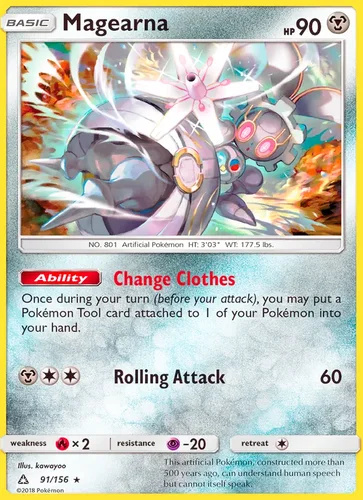 BASIC Magearna HP 90
NO. 801 Artificial Pokémon HT: 3'03" WT: 177.5 lbs.
Ability Change Clothes
Once during your turn (before your attack), you may put a
Pokémon Tool card attached to 1 of your Pokémon into
your hand.
Rolling Attack 60
weakness × 2 resistance -20 retreat
Illus. kawayoo
91/156 ★
©2018 Pokémon
This artificial Pokémon, constructed more than
500 years ago, can understand human speech
but cannot itself speak.